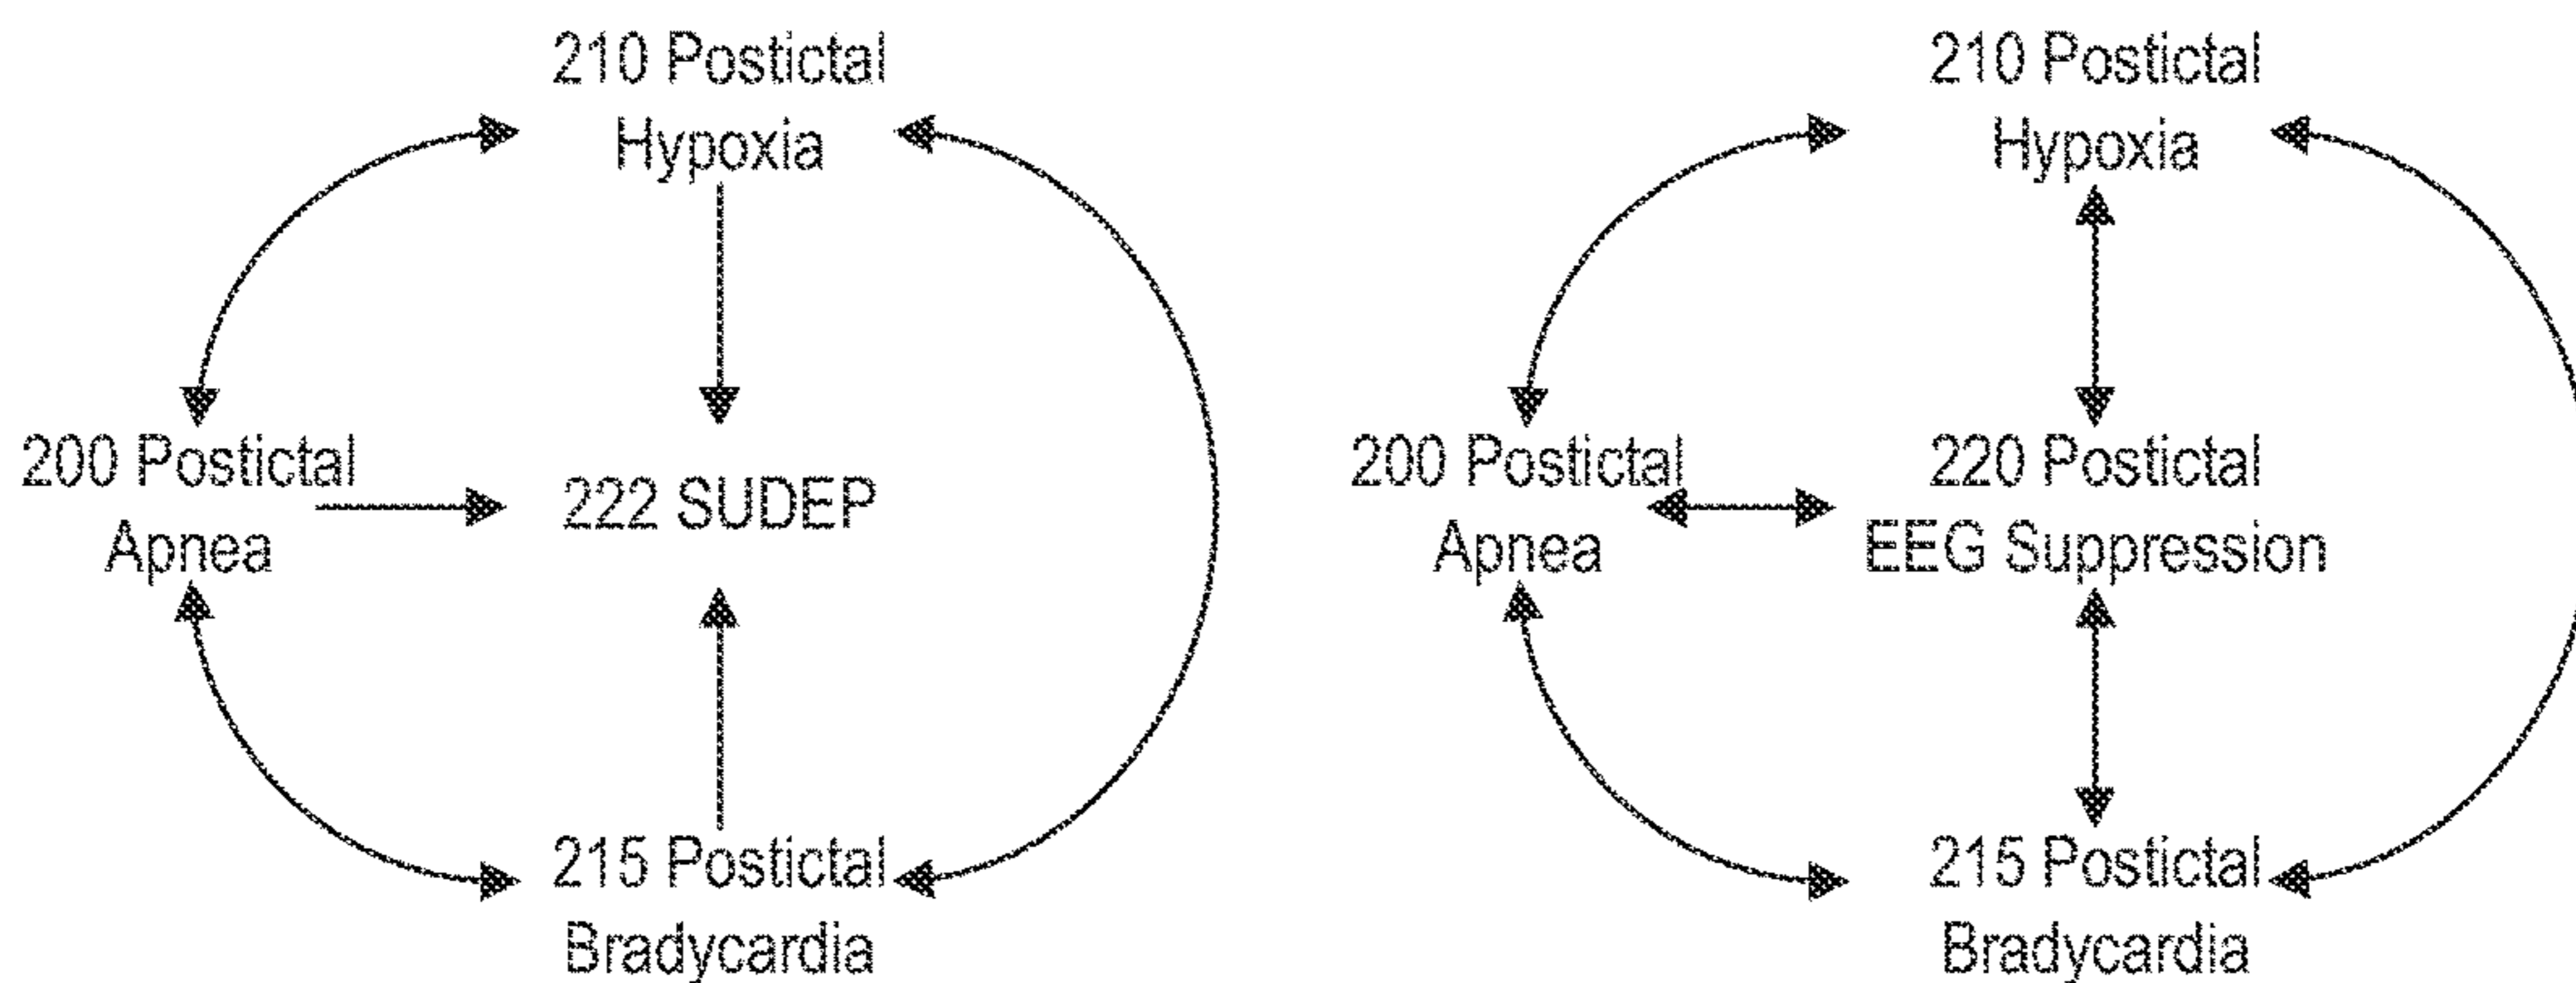 210 Postictal
Hypoxia
200 Postictal
Apnea
222 SUDEP
215 Postictal
Bradycardia
210 Postictal
Hypoxia
200 Postictal
Apnea
220 Postictal
EEG Suppression
215 Postictal
Bradycardia